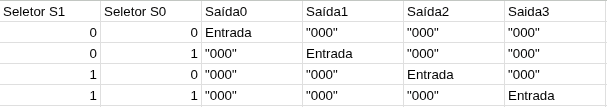 Seletor S1 Seletor S0 Saída0 Saída1 Saída2 Saida3
0 0 Entrada "000" "000" "000"
0 1 "000" Entrada "000" "000"
1 0 "000" "000" Entrada "000"
1 1 "000" "000" "000" Entrada